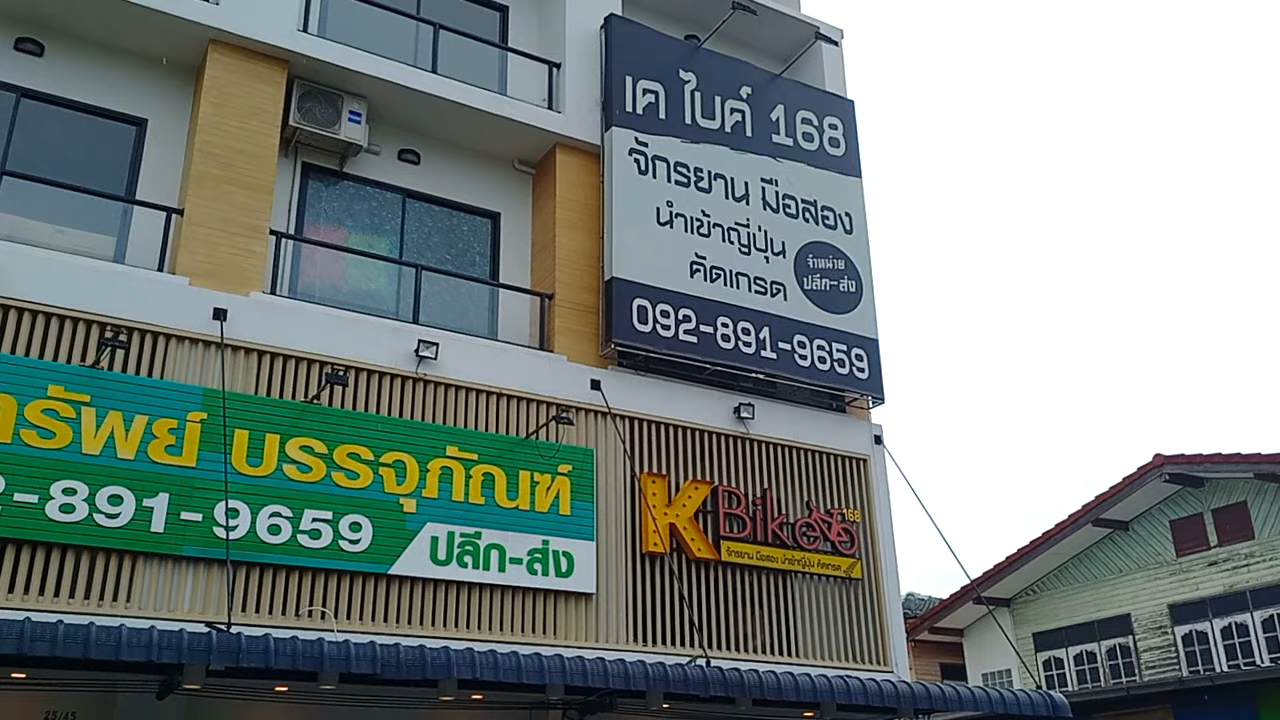 เค ไบค์ 168
จักรยาน มือสอง
นำเข้าญี่ปุ่น
คัดเกรด
จำหน่าย
ปลีก-ส่ง
092-891-9659
ทรัพย์ บรรจุภัณฑ์
-891-9659
ปลีก-ส่ง
K Bike 168
จักรยาน มือสอง นำเข้าญี่ปุ่น คัดเกรด
25/45